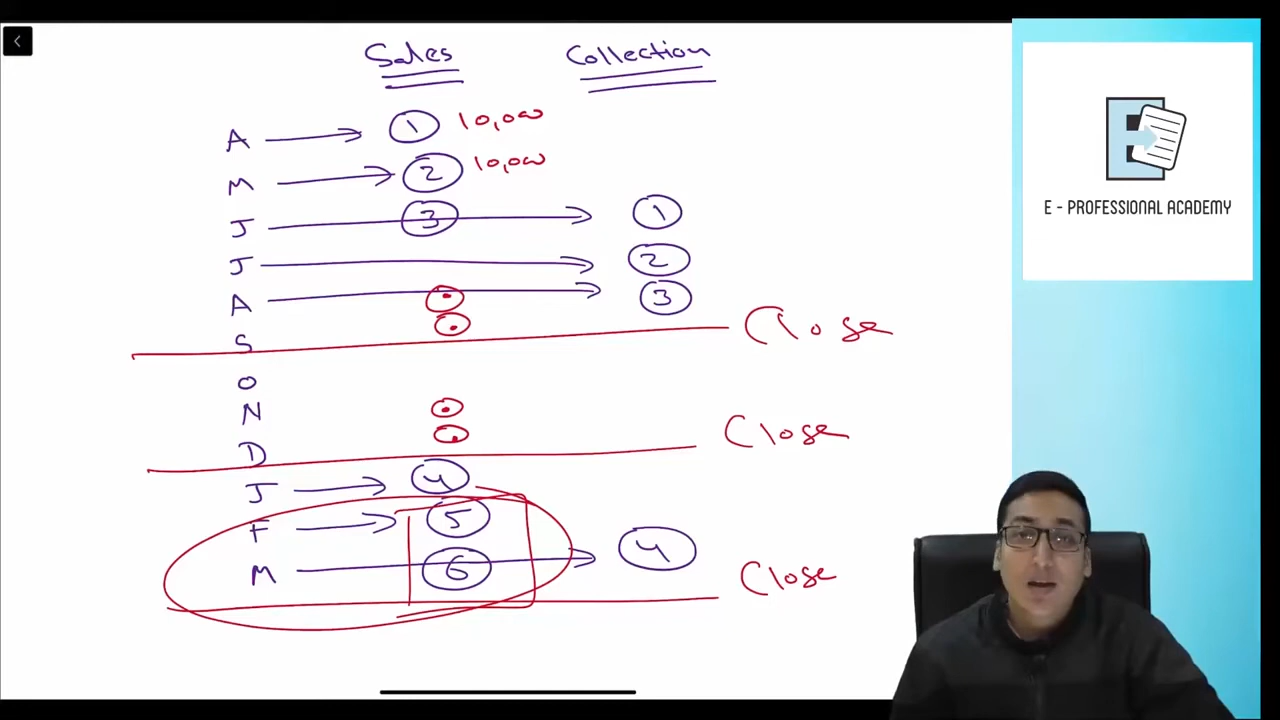 Sales Collection
A 1 10,000
M 2 10,000
J 3 1
J 2
A 3
S Close
O
N
D Close
J 4
F 5
M 6 4 Close
E
E - PROFESSIONAL ACADEMY